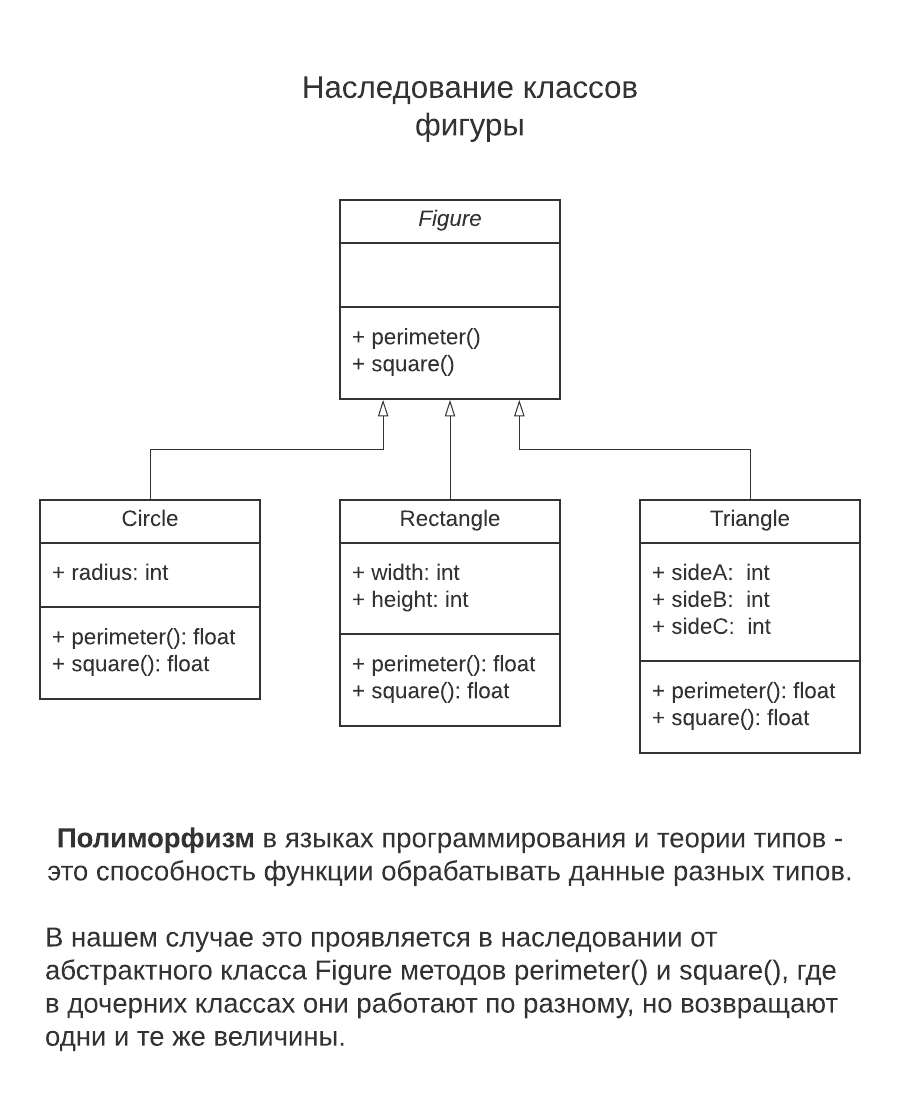 Наследование классов
фигуры
Figure
+ perimeter()
+ square()
Circle
+ radius: int
+ perimeter(): float
+ square(): float
Rectangle
+ width: int
+ height: int
+ perimeter(): float
+ square(): float
Triangle
+ sideA:  int
+ sideB:  int
+ sideC:  int
+ perimeter(): float
+ square(): float
Полиморфизм в языках программирования и теории типов -
это способность функции обрабатывать данные разных типов.
В нашем случае это проявляется в наследовании от
абстрактного класса Figure методов perimeter() и square(), где
в дочерних классах они работают по разному, но возвращают
одни и те же величины.